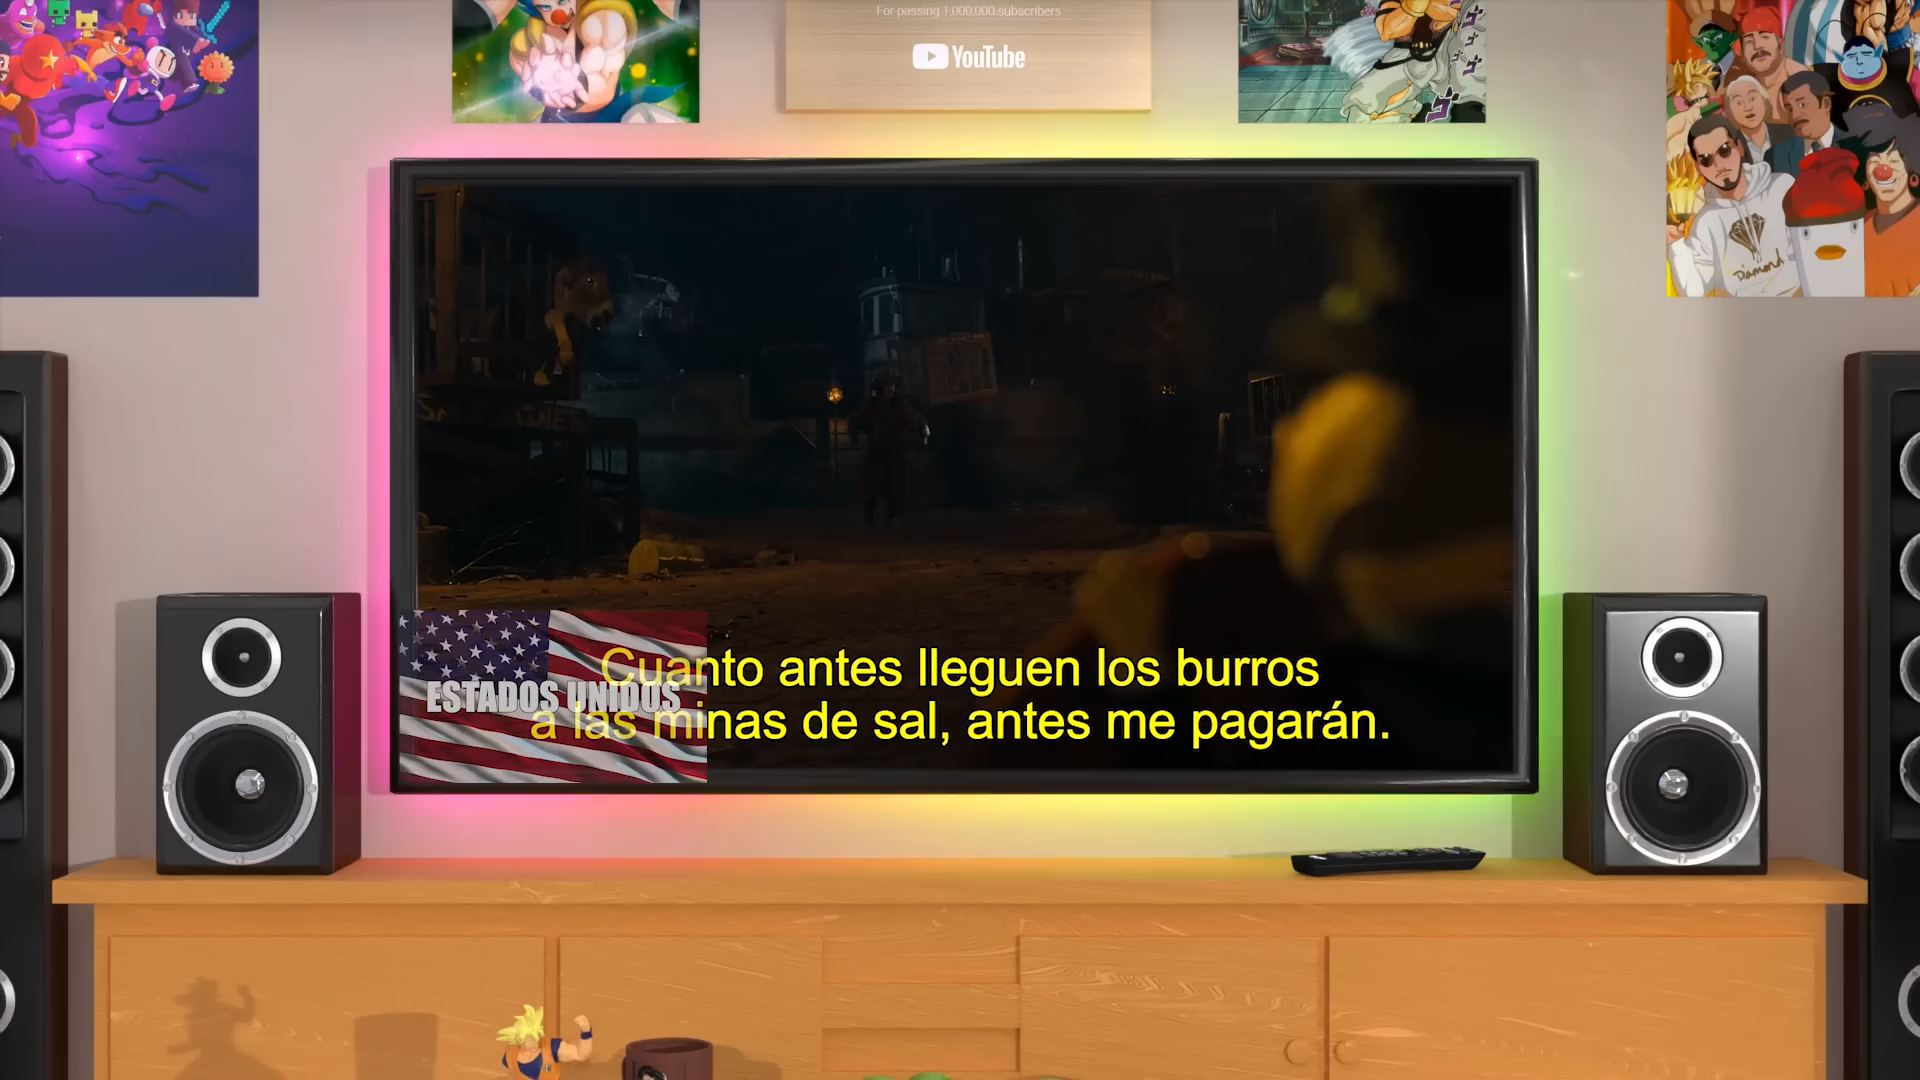 For passing 1,000,000 subscribers
YouTube
Diamond
Cuanto antes lleguen los burros
ESTADOS UNIDOS
a las minas de sal, antes me pagarán.